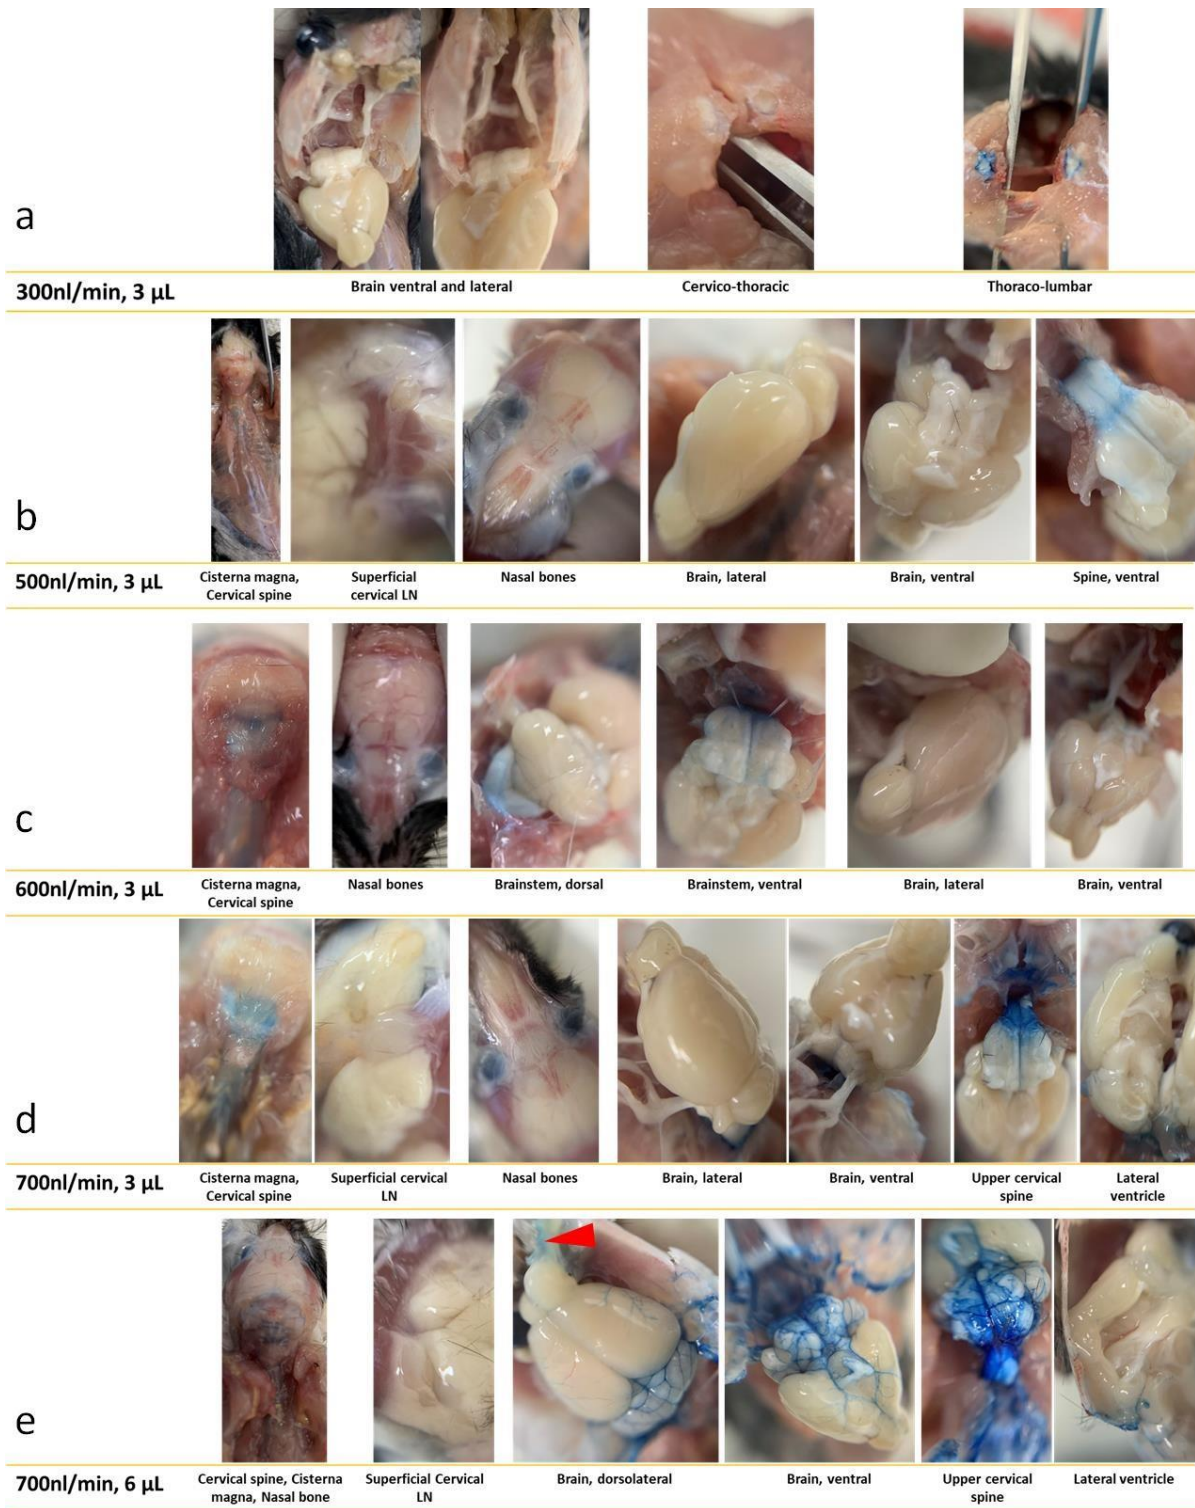 a
300nl/min, 3 µL
Brain ventral and lateral
Cervico-thoracic
Thoraco-lumbar
b
500nl/min, 3 µL
Cisterna magna,
Cervical spine
Superficial
cervical LN
Nasal bones
Brain, lateral
Brain, ventral
Spine, ventral
c
600nl/min, 3 µL
Cisterna magna,
Cervical spine
Nasal bones
Brainstem, dorsal
Brainstem, ventral
Brain, lateral
Brain, ventral
d
700nl/min, 3 µL
Cisterna magna,
Cervical spine
Superficial cervical
LN
Nasal bones
Brain, lateral
Brain, ventral
Upper cervical
spine
Lateral
ventricle
e
700nl/min, 6 µL
Cervical spine, Cisterna
magna, Nasal bone
Superficial Cervical
LN
Brain, dorsolateral
Brain, ventral
Upper cervical
spine
Lateral ventricle